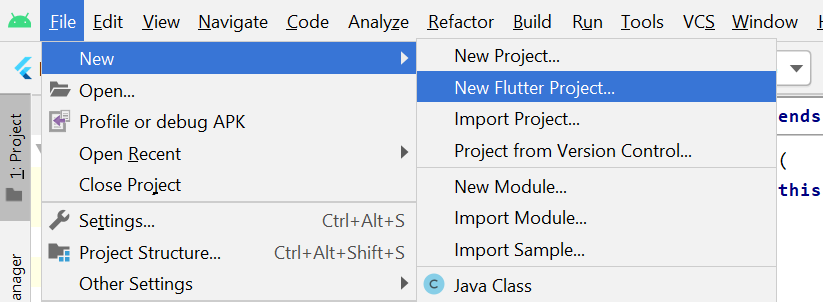 File Edit View Navigate Code Analyze Refactor Build Run Tools VCS Window
New
Open...
Profile or debug APK
Open Recent
Close Project
Settings... Ctrl+Alt+S
Project Structure... Ctrl+Alt+Shift+S
Other Settings
New Project...
New Flutter Project...
Import Project...
Project from Version Control...
New Module...
Import Module...
Import Sample...
C Java Class
1: Project
anager
ends
(
this